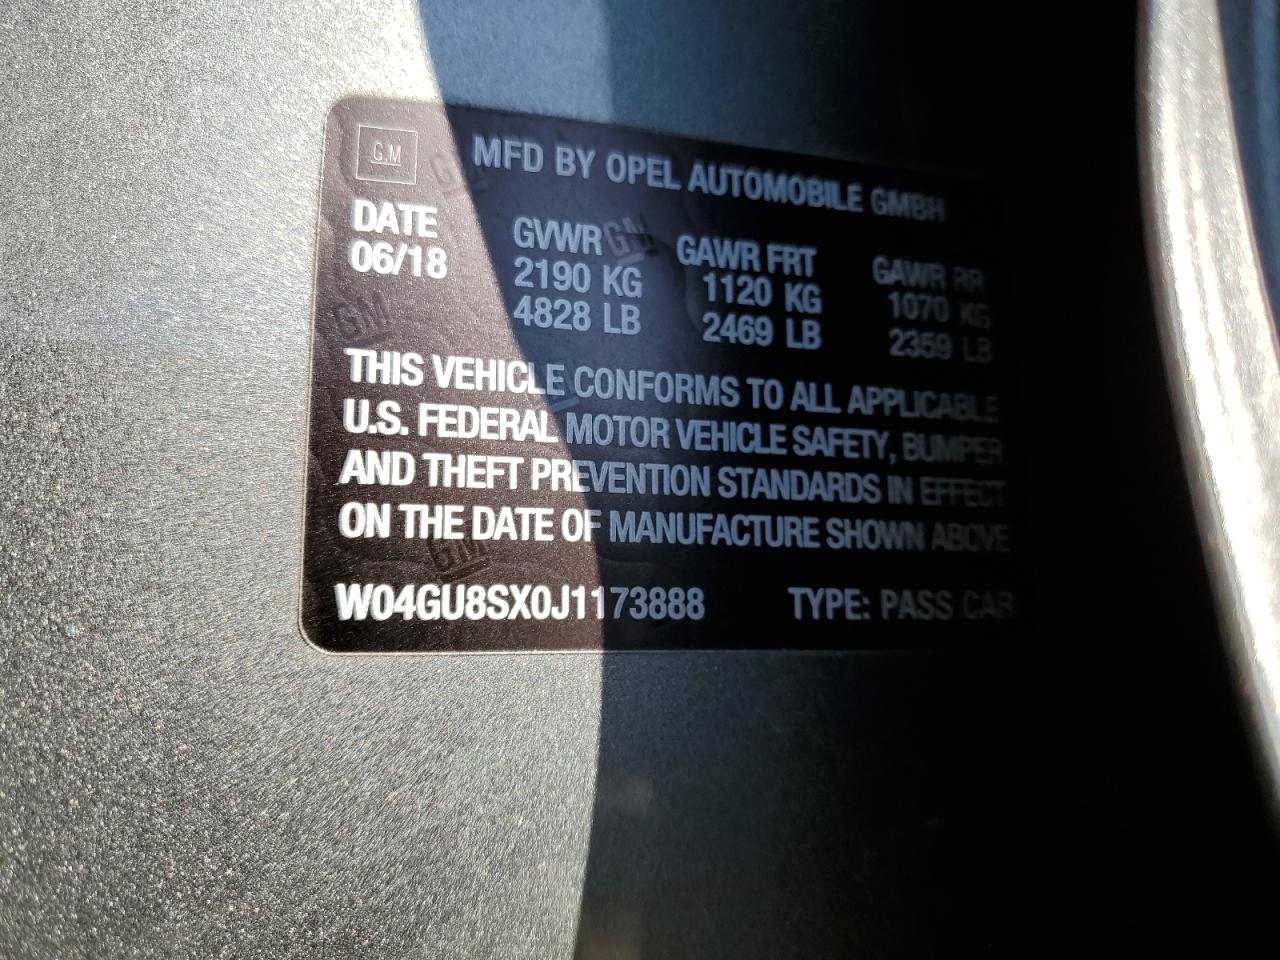 GM
MFD BY OPEL AUTOMOBILE GMBH
DATE GVWR GAWR FRT GAWR RR
06/18 2190 KG 1120 KG 1070 KG
4828 LB 2469 LB 2359 LB
THIS VEHICLE CONFORMS TO ALL APPLICABLE
U.S. FEDERAL MOTOR VEHICLE SAFETY, BUMPER
AND THEFT PREVENTION STANDARDS IN EFFECT
ON THE DATE OF MANUFACTURE SHOWN ABOVE
W04GU8SX0J1173888 TYPE: PASS CAR